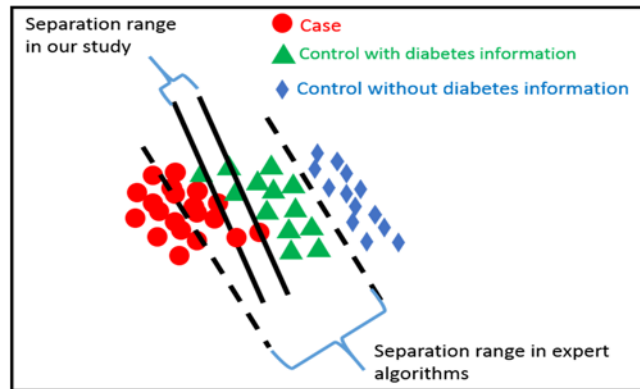 Separation range
in our study
Case
Control with diabetes information
Control without diabetes information
Separation range in expert
algorithms